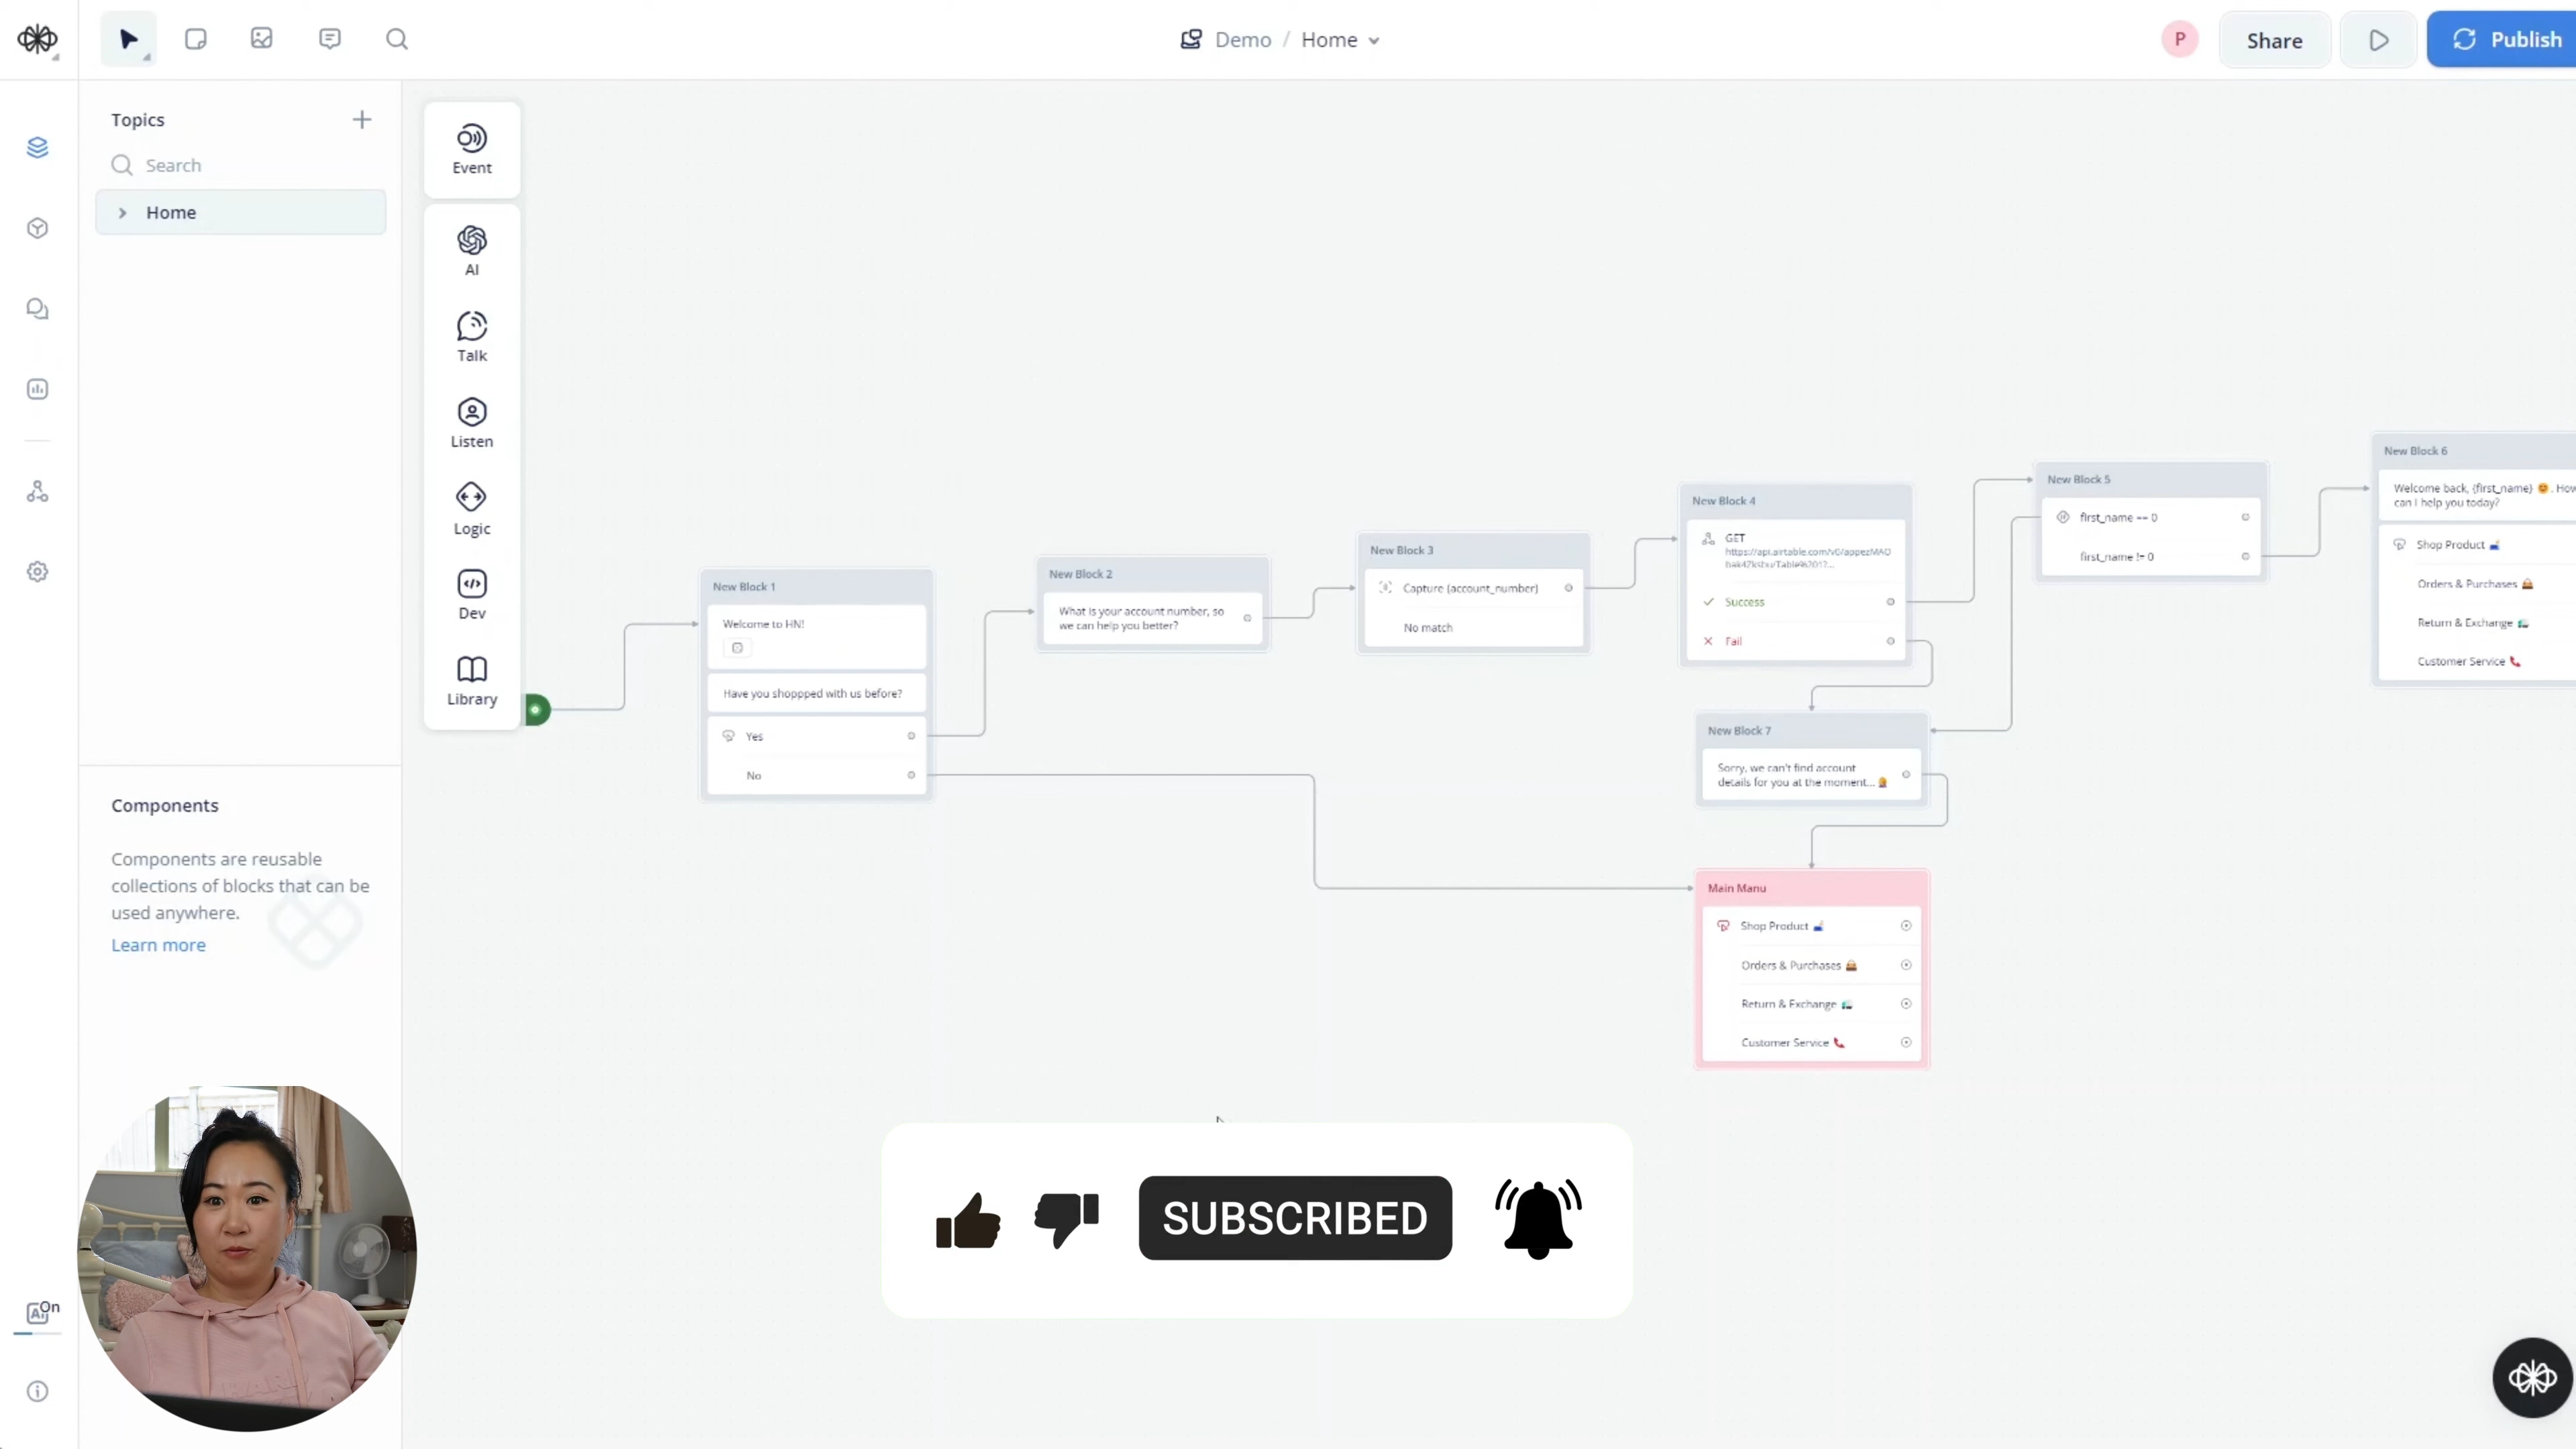 Demo / Home
P
Share
Publish
Topics
Search
Home
Event
AI
Talk
Listen
Logic
Dev
Library
Components
Components are reusable
collections of blocks that can be
used anywhere.
Learn more
On
New Block 1
Welcome to HN!
Have you shoppped with us before?
Yes
No
New Block 2
What is your account number, so
we can help you better?
New Block 3
Capture {account_number}
No match
New Block 4
GET
Success
Fail
New Block 5
first_name == 0
first_name != 0
New Block 6
Welcome back, {first_name} 😊. How
can I help you today?
Shop Product 🛋️
Orders & Purchases 👜
Return & Exchange 🚛
Customer Service 📞
New Block 7
Sorry, we can't find account
details for you at the moment...
Main Manu
Shop Product 🛋️
Orders & Purchases 👜
Return & Exchange 🚛
Customer Service 📞
SUBSCRIBED